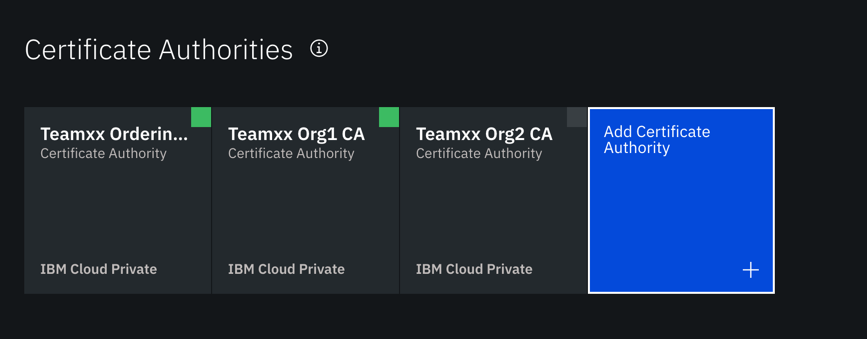 Certificate Authorities
Teamxx Orderin...
Certificate Authority
IBM Cloud Private
Teamxx Org1 CA
Certificate Authority
IBM Cloud Private
Teamxx Org2 CA
Certificate Authority
IBM Cloud Private
Add Certificate
Authority